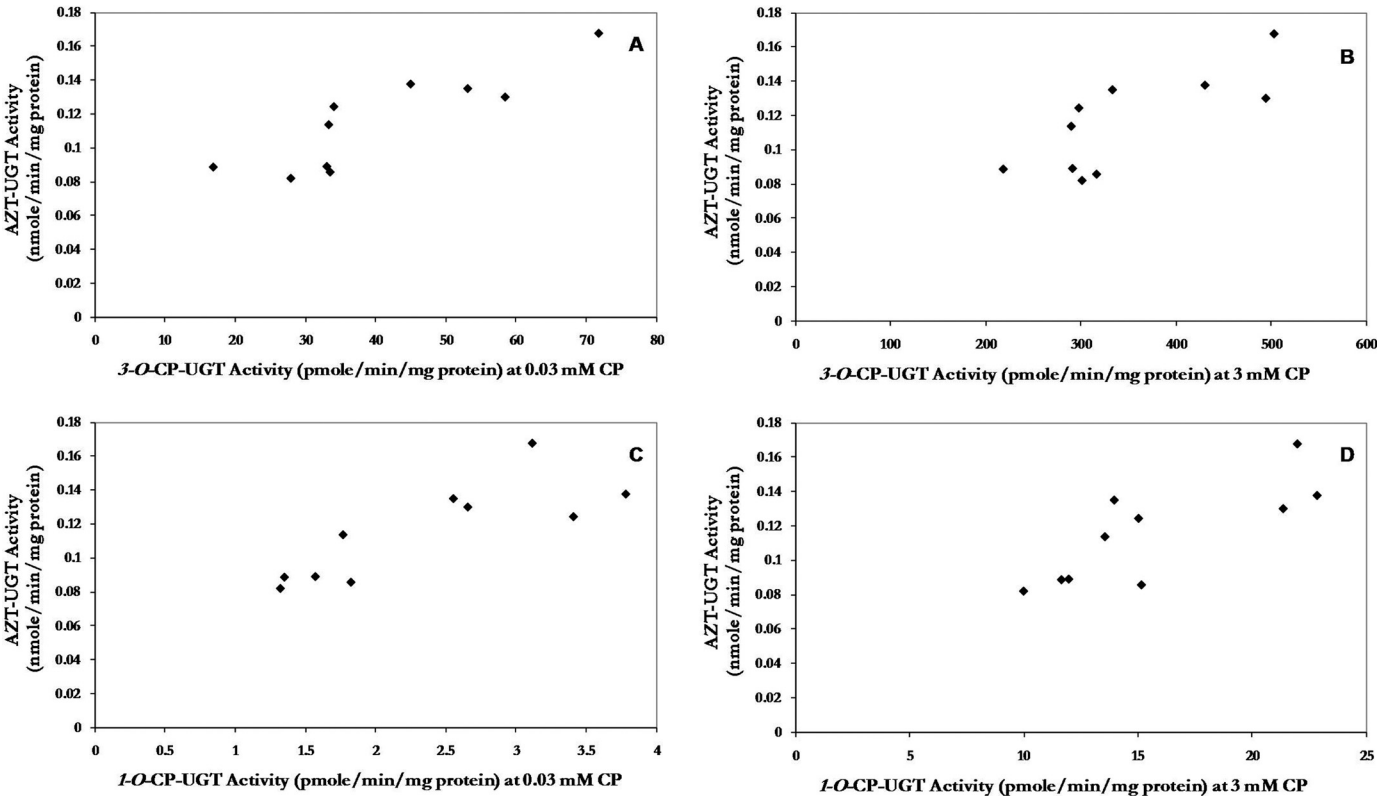 0.18
0.16
0.14
0.12
0.1
0.08
0.06
0.04
0.02
0
AZT-UGT Activity
(nmole/min/mg protein)
A
0 10 20 30 40 50 60 70 80
3-O-CP-UGT Activity (pmole/min/mg protein) at 0.03 mM CP
0.18
0.16
0.14
0.12
0.1
0.08
0.06
0.04
0.02
0
AZT-UGT Activity
(nmole/min/mg protein)
B
0 100 200 300 400 500 600
3-O-CP-UGT Activity (pmole/min/mg protein) at 3 mM CP
0.18
0.16
0.14
0.12
0.1
0.08
0.06
0.04
0.02
0
AZT-UGT Activity
(nmole/min/mg protein)
C
0 0.5 1 1.5 2 2.5 3 3.5 4
1-O-CP-UGT Activity (pmole/min/mg protein) at 0.03 mM CP
0.18
0.16
0.14
0.12
0.1
0.08
0.06
0.04
0.02
0
AZT-UGT Activity
(nmole/min/mg protein)
D
0 5 10 15 20 25
1-O-CP-UGT Activity (pmole/min/mg protein) at 3 mM CP